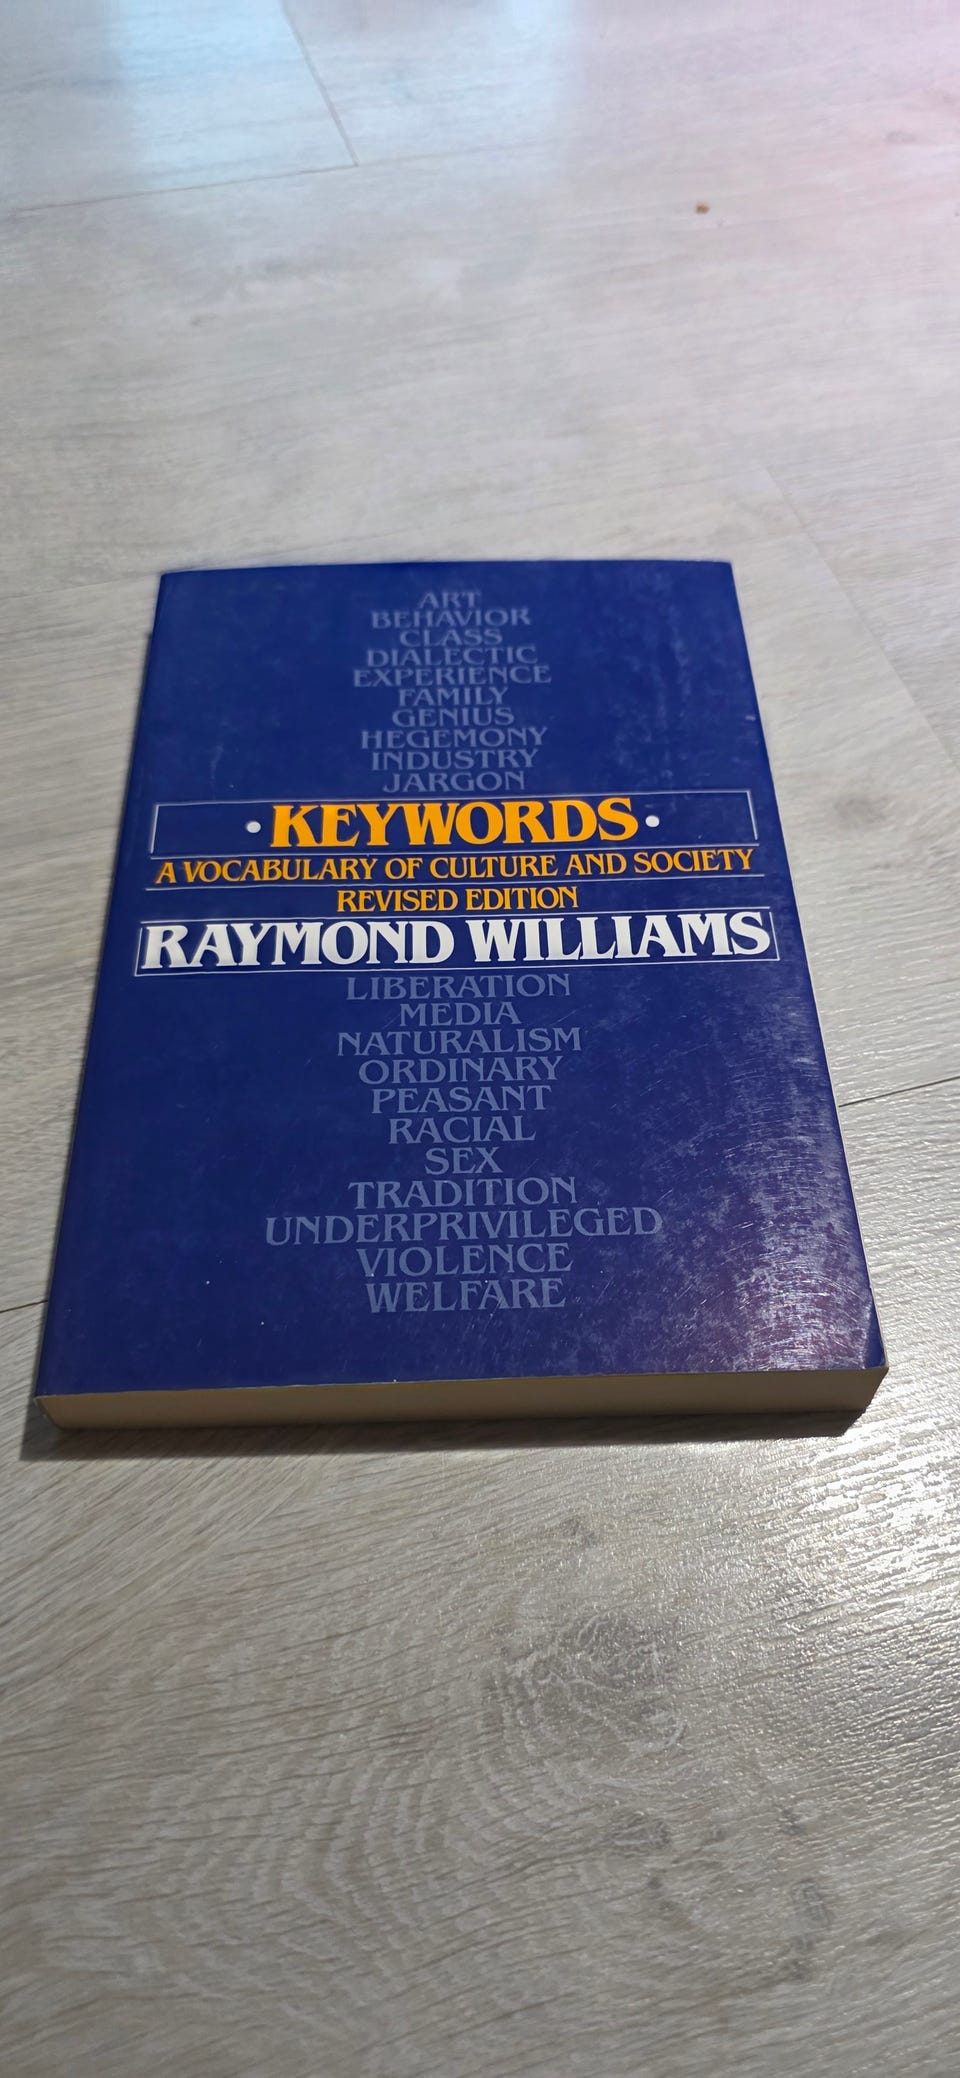 ART
BEHAVIOR
CLASS
DIALECTIC
EXPERIENCE
FAMILY
GENIUS
HEGEMONY
INDUSTRY
JARGON
• KEYWORDS •
A VOCABULARY OF CULTURE AND SOCIETY
REVISED EDITION
RAYMOND WILLIAMS
LIBERATION
MEDIA
NATURALISM
ORDINARY
PEASANT
RACIAL
SEX
TRADITION
UNDERPRIVILEGED
VIOLENCE
WELFARE